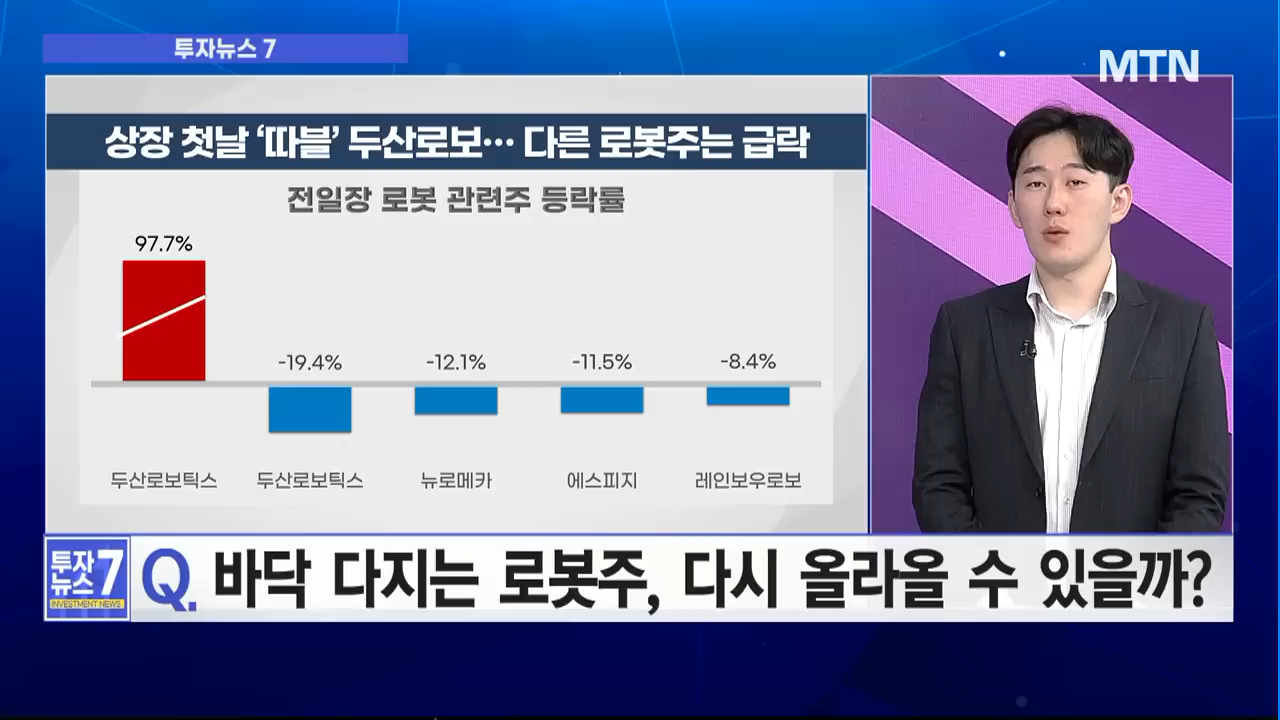 투자뉴스 7
MTN
상장 첫날 ‘따블’ 두산로보… 다른 로봇주는 급락
전일장 로봇 관련주 등락률
97.7%
-19.4%
-12.1%
-11.5%
-8.4%
두산로보틱스
두산로보틱스
뉴로메카
에스피지
레인보우로보
투자
뉴스 7
INVESTMENT NEWS
Q. 바닥 다지는 로봇주, 다시 올라올 수 있을까?